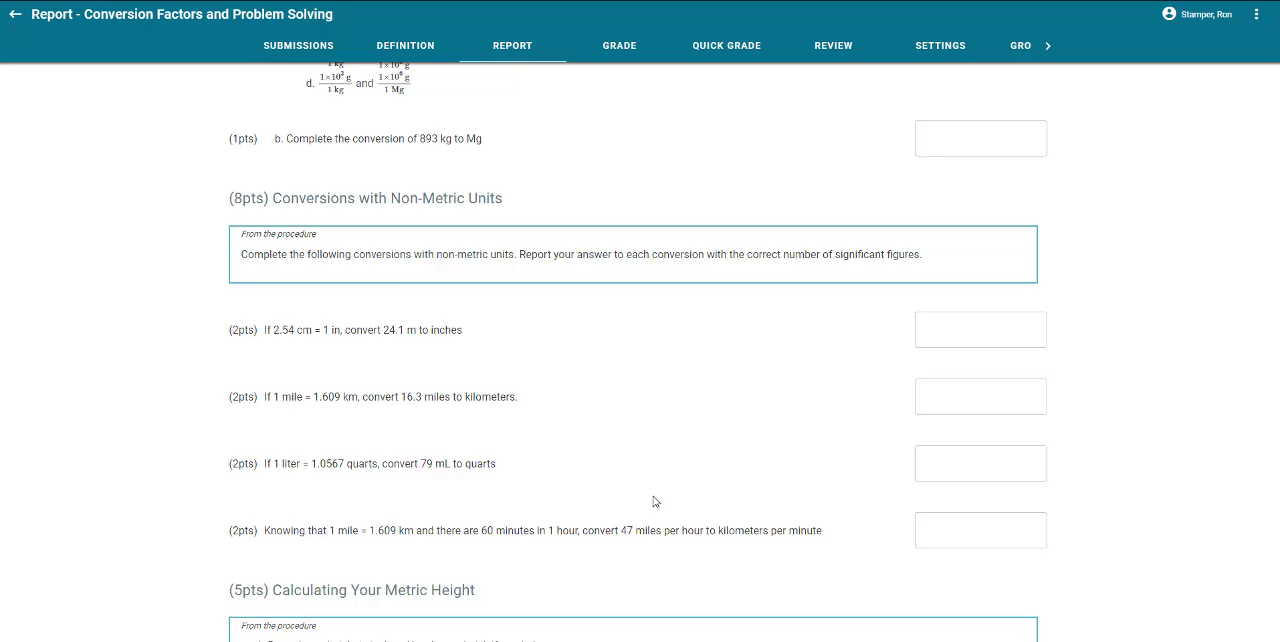 ← Report - Conversion Factors and Problem Solving
Stamper, Ron
SUBMISSIONS DEFINITION REPORT GRADE QUICK GRADE REVIEW SETTINGS GRO
d. 1×10³ g / 1 kg and 1×10⁶ g / 1 Mg
(1pts) b. Complete the conversion of 893 kg to Mg
(8pts) Conversions with Non-Metric Units
From the procedure
Complete the following conversions with non-metric units. Report your answer to each conversion with the correct number of significant figures.
(2pts) If 2.54 cm = 1 in, convert 24.1 m to inches
(2pts) If 1 mile = 1.609 km, convert 16.3 miles to kilometers.
(2pts) If 1 liter = 1.0567 quarts, convert 79 mL to quarts
(2pts) Knowing that 1 mile = 1.609 km and there are 60 minutes in 1 hour, convert 47 miles per hour to kilometers per minute
(5pts) Calculating Your Metric Height
From the procedure